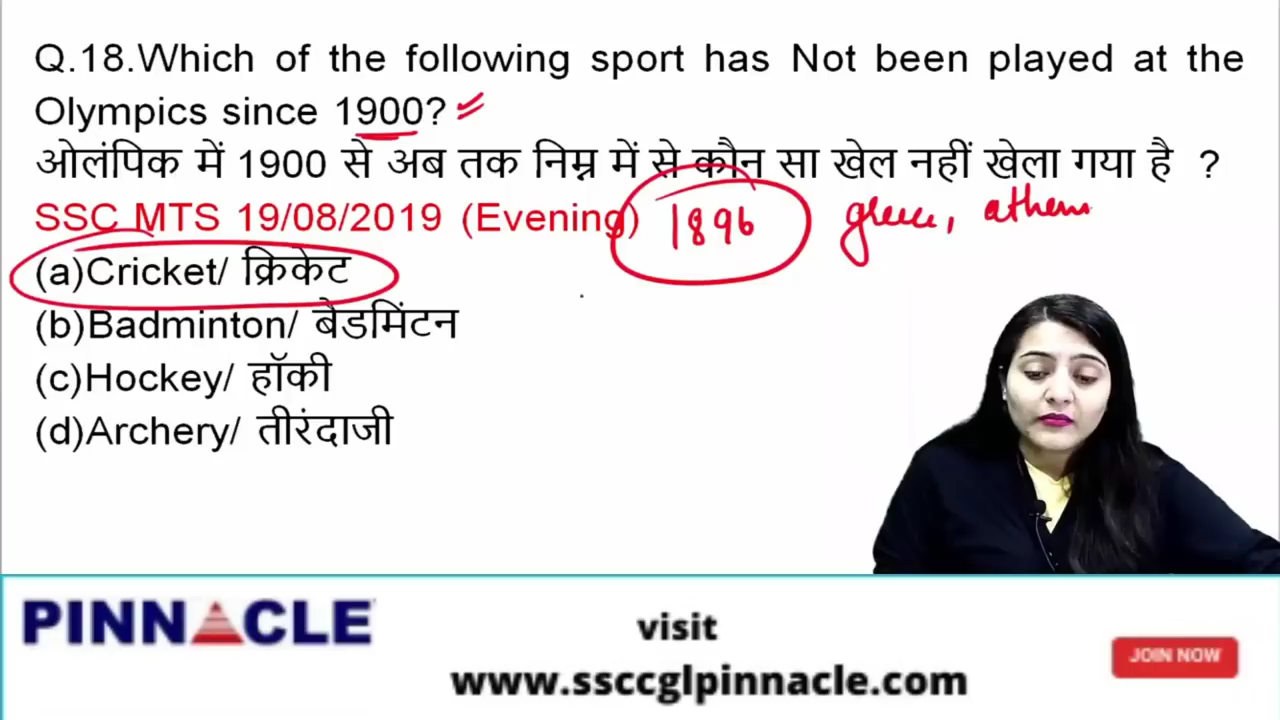 Q.18.Which of the following sport has Not been played at the
Olympics since 1900?
ओलंपिक में 1900 से अब तक निम्न में से कौन सा खेल नहीं खेला गया है ?
SSC MTS 19/08/2019 (Evening) 1896 greece, athens
(a)Cricket/ क्रिकेट
(b)Badminton/ बैडमिंटन
(c)Hockey/ हॉकी
(d)Archery/ तीरंदाजी
PINNACLE
visit
www.ssccglpinnacle.com
JOIN NOW